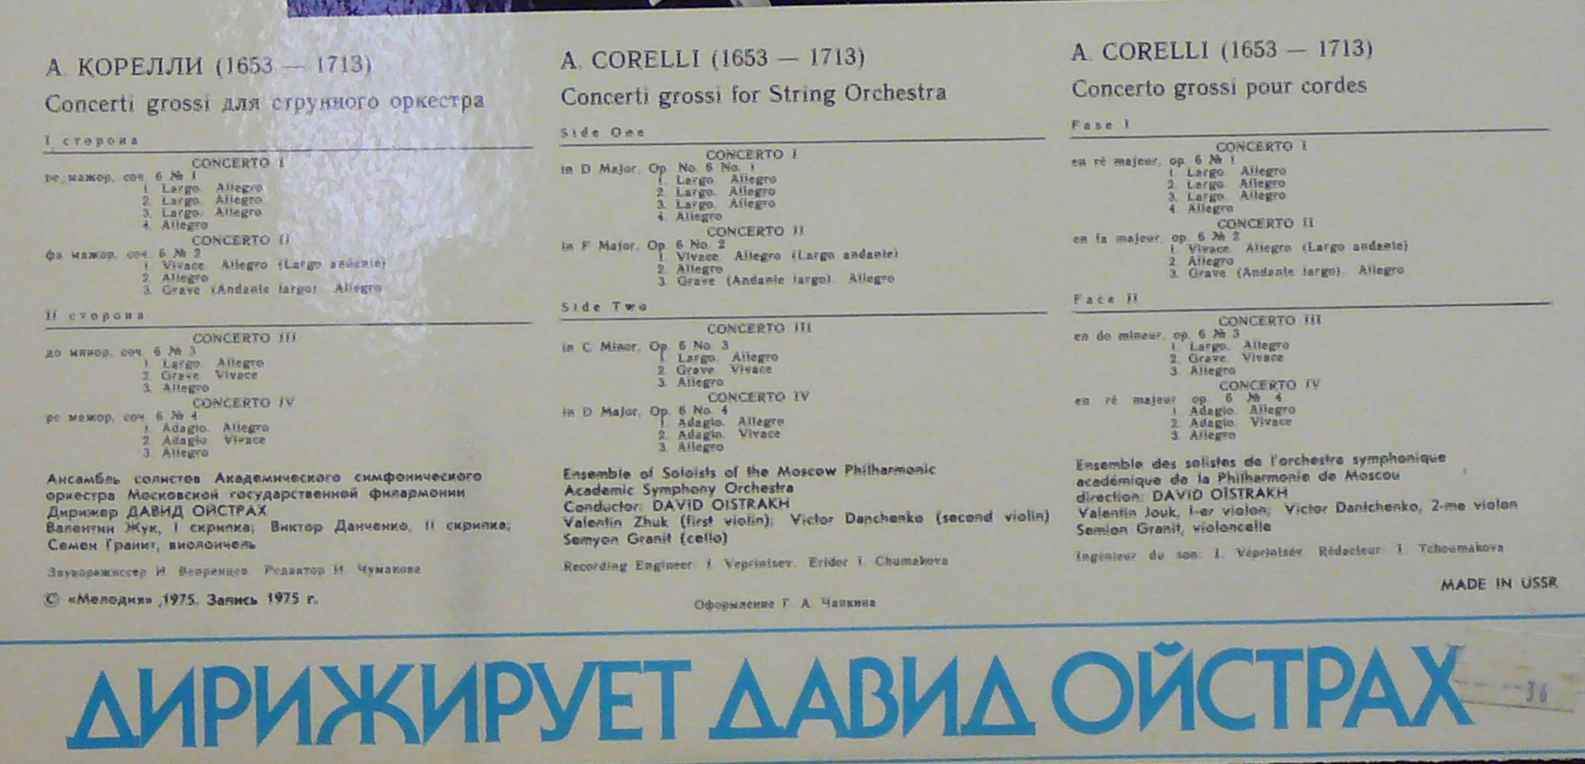 А. КОРЕЛЛИ (1653 — 1713)
Concerti grossi для струнного оркестра
I сторона
CONCERTO I
ре мажор, соч. 6 № 1
1. Largo. Allegro
2. Largo. Allegro
3. Largo. Allegro
4. Allegro
CONCERTO II
фа мажор, соч. 6 № 2
1. Vivace. Allegro (Largo andante)
2. Allegro
3. Grave (Andante largo). Allegro
II сторона
CONCERTO III
до минор, соч. 6 № 3
1. Largo. Allegro
2. Grave. Vivace
3. Allegro
CONCERTO IV
ре мажор, соч. 6 № 4
1. Adagio. Allegro
2. Adagio. Vivace
3. Allegro
Ансамбль солистов Академического симфонического
оркестра Московской государственной филармонии
Дирижер ДАВИД ОЙСТРАХ
Валентин Жук, I скрипка; Виктор Данченко, II скрипка;
Семен Гранит, виолончель
Звукорежиссер И. Вепринцев. Редактор И. Чумакова
© «Мелодия», 1975. Запись 1975 г.
A. CORELLI (1653 — 1713)
Concerti grossi for String Orchestra
Side One
CONCERTO I
in D Major, Op. No. 6 No. 1
1. Largo. Allegro
2. Largo. Allegro
3. Largo. Allegro
4. Allegro
CONCERTO II
in F Major, Op. 6 No. 2
1. Vivace. Allegro (Largo andante)
2. Allegro
3. Grave (Andante largo). Allegro
Side Two
CONCERTO III
in C Minor, Op. 6 No. 3
1. Largo. Allegro
2. Grave. Vivace
3. Allegro
CONCERTO IV
in D Major, Op. 6 No. 4
1. Adagio. Allegro
2. Adagio. Vivace
3. Allegro
Ensemble of Soloists of the Moscow Philharmonic
Academic Symphony Orchestra
Conductor: DAVID OISTRAKH
Valentin Zhuk (first violin); Victor Danchenko (second violin)
Semyon Granit (cello)
Recording Engineer I. Veprintsev. Eridor I. Chumakova
Оформление Г. А. Чапкина
A. CORELLI (1653 — 1713)
Concerto grossi pour cordes
Fase I
CONCERTO I
en ré majeur, op. 6 № 1
1. Largo. Allegro
2. Largo. Allegro
3. Largo. Allegro
4. Allegro
CONCERTO II
en fa majeur, op. 6 № 2
1. Vivace. Allegro (Largo andante)
2. Allegro
3. Grave (Andante largo). Allegro
Face II
CONCERTO III
en do mineur, op. 6 № 3
1. Largo. Allegro
2. Grave. Vivace
3. Allegro
CONCERTO IV
en ré majeur op. 6 № 4
1. Adagio. Allegro
2. Adagio. Vivace
3. Allegro
Ensemble des solistes de l'orchestre symphonique
académique de la Philharmonie de Moscou
direction: DAVID OÏSTRAKH
Valentin Jouk, 1-er violon; Victor Dantchenko, 2-me violon
Semion Granit, violoncelle
Ingénieur du son: I. Veprintsev Rédacteur I. Tchoumakova
MADE IN USSR
ДИРИЖИРУЕТ ДАВИД ОЙСТРАХ
36